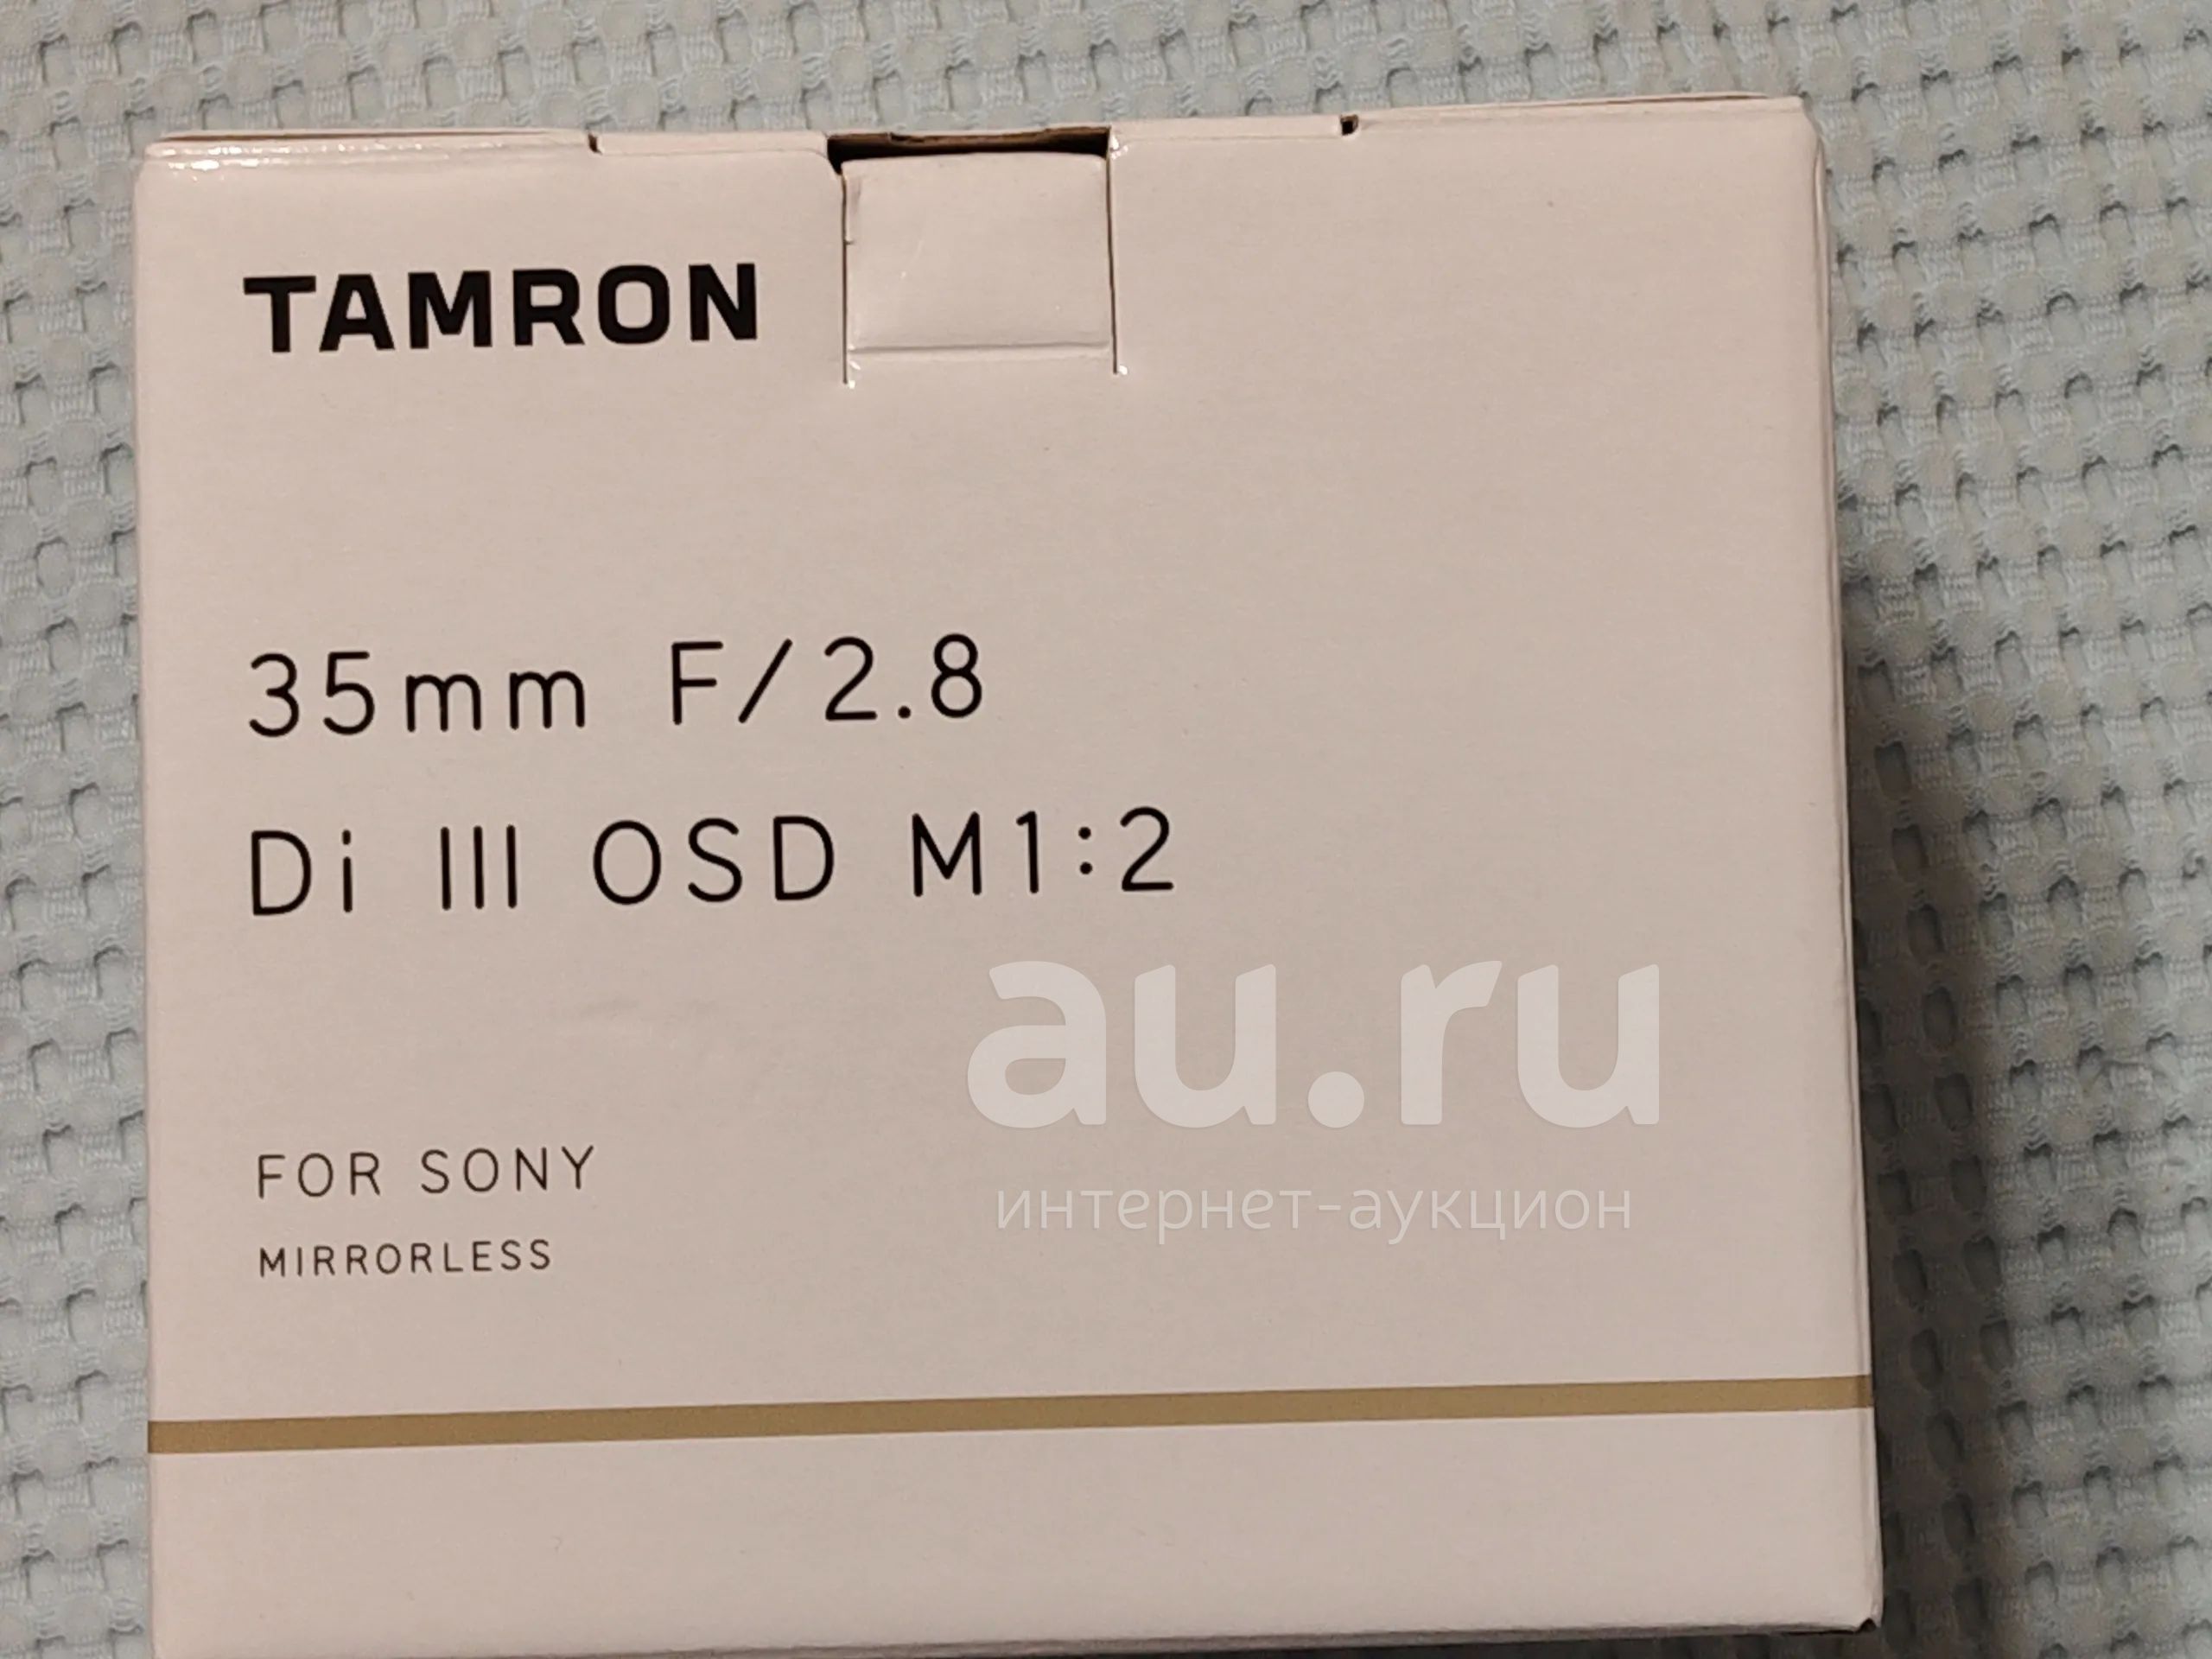 TAMRON
35mm F/2.8
Di III OSD M1:2
au.ru
интернет-аукцион
FOR SONY
MIRRORLESS